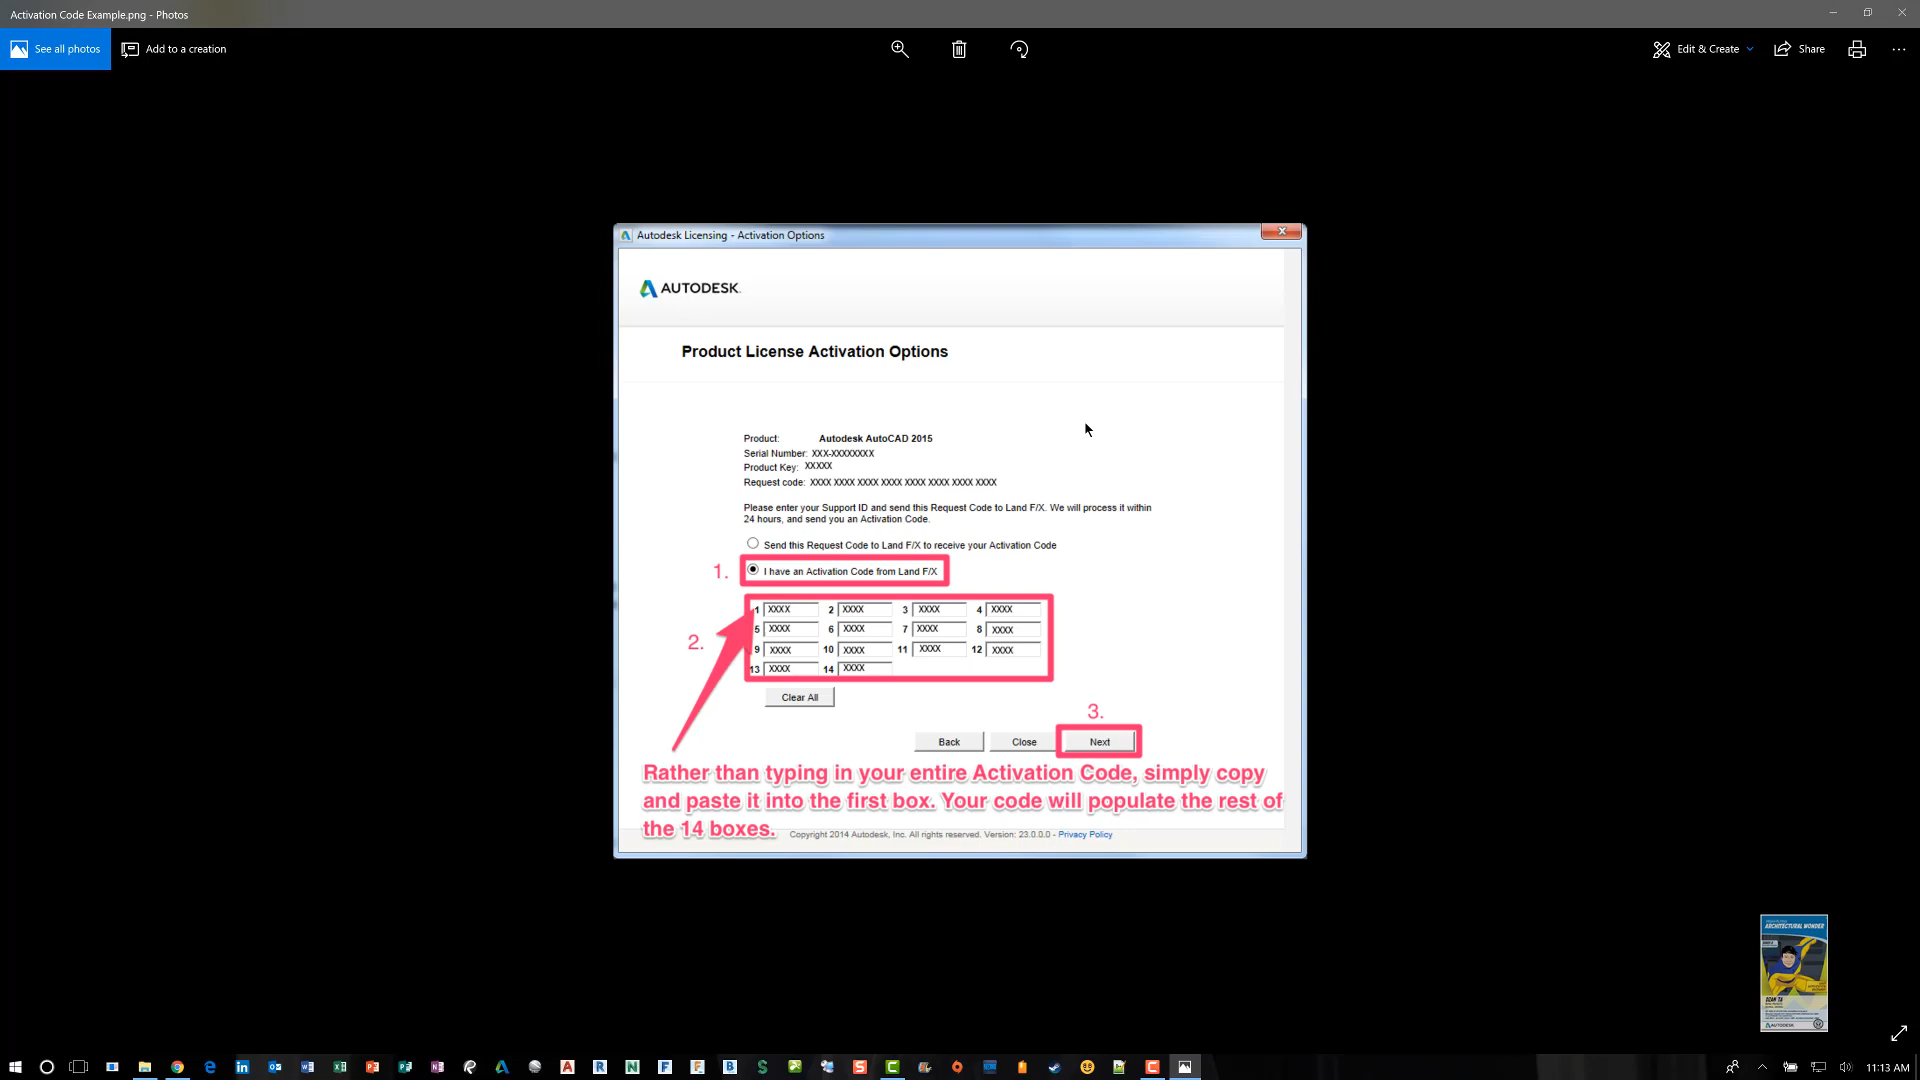 Activation Code Example.png - Photos
See all photos
Add to a creation
Edit & Create
Share
Autodesk Licensing - Activation Options
AUTODESK.
Product License Activation Options
Product: Autodesk AutoCAD 2015
Serial Number: XXX-XXXXXXXX
Product Key: XXXXX
Request code: XXXX XXXX XXXX XXXX XXXX XXXX XXXX XXXX
Please enter your Support ID and send this Request Code to Land F/X. We will process it within
24 hours, and send you an Activation Code.
Send this Request Code to Land F/X to receive your Activation Code
1. I have an Activation Code from Land F/X
1 XXXX 2 XXXX 3 XXXX 4 XXXX
5 XXXX 6 XXXX 7 XXXX 8 XXXX
2.
9 XXXX 10 XXXX 11 XXXX 12 XXXX
13 XXXX 14 XXXX
Clear All
3.
Back Close Next
Rather than typing in your entire Activation Code, simply copy
and paste it into the first box. Your code will populate the rest of
the 14 boxes.
Copyright 2014 Autodesk, Inc. All rights reserved. Version: 23.0.0.0 - Privacy Policy
ARCHITECTURAL WONDER
AUTODESK
11:13 AM